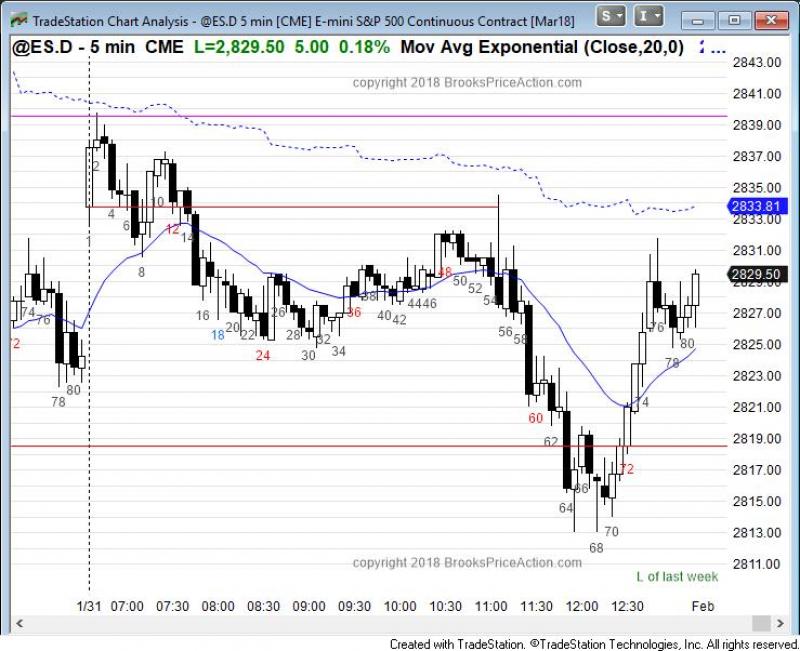 TradeStation Chart Analysis - @ES.D 5 min [CME] E-mini S&P 500 Continuous Contract [Mar18]
S I
@ES.D - 5 min CME L=2,829.50 5.00 0.18% Mov Avg Exponential (Close,20,0) ...
copyright 2018 BrooksPriceAction.com
2843.00
2841.00
2839.00
2837.00
2835.00
2833.81
2833.00
2831.00
2829.50
2829.00
2827.00
2825.00
2823.00
2821.00
2819.00
2817.00
2815.00
2813.00
2811.00
72 74 76 78 80
2 4 6 8 10 12 14 16 18 20 22 24 26 28 30 32 34 36 38 40 42 44 46 48 50 52 54 56 58 60 62 64 66 68 70 72 74 76 78 80
1
copyright 2018 BrooksPriceAction.com
L of last week
1/31 07:00 07:30 08:00 08:30 09:00 09:30 10:00 10:30 11:00 11:30 12:00 12:30 Feb
Created with TradeStation. ©TradeStation Technologies, Inc. All rights reserved.